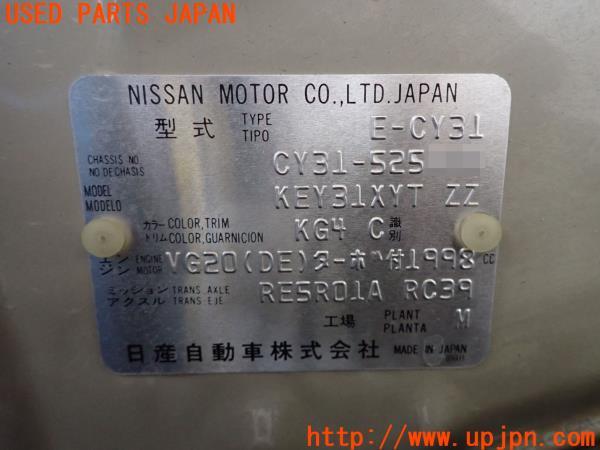 USED PARTS JAPAN
NISSAN MOTOR CO.,LTD.JAPAN
型式 TYPE TIPO E-CY31
CHASSIS NO. NO DE CHASIS CY31-525
MODEL MODELO KEY31XYT ZZ
カラー COLOR,TRIM トリム COLOR,GUARNICION KG4 C 識別
エンジン ENGINE MOTOR VG20(DE)ターボ付1998 CC
ミッション TRANS. AXLE アクスル TRANS. EJE RE5R01A RC39
工場 PLANT PLANTA M
日産自動車株式会社 MADE IN JAPAN
http://www.upjpn.com/